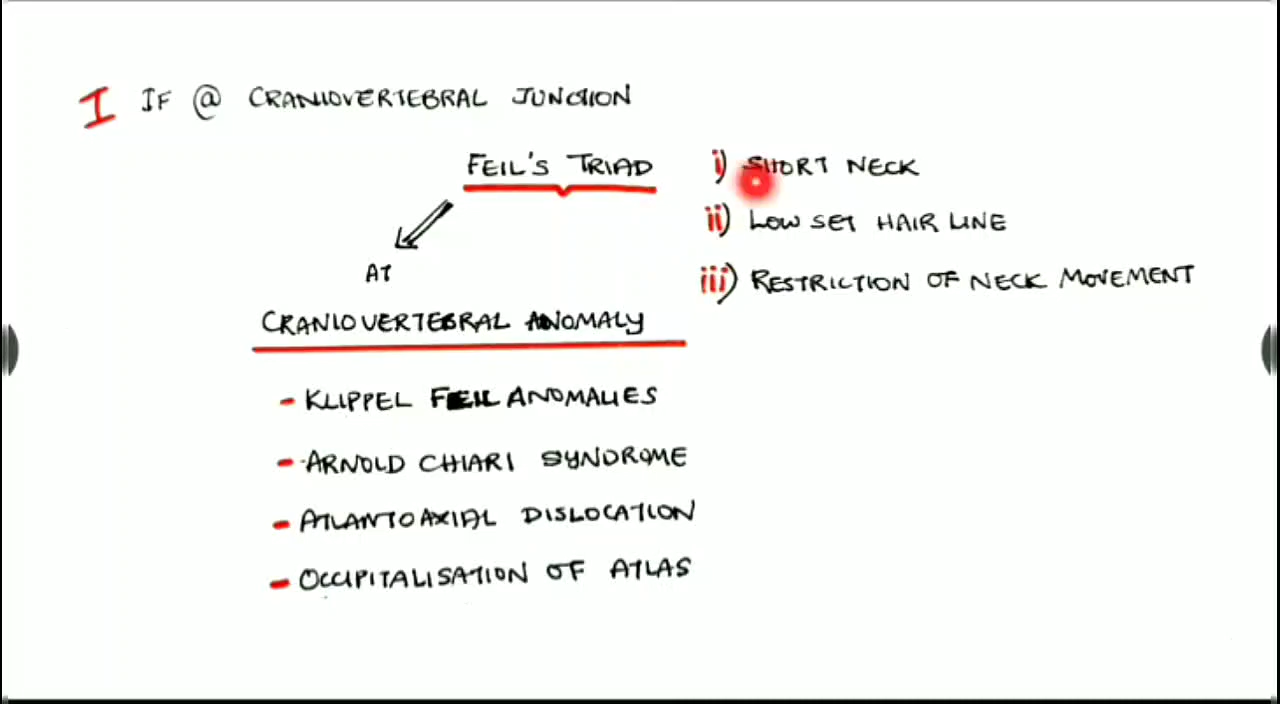 I IF @ CRANIOVERTEBRAL JUNCTION
FEIL'S TRIAD
i) SHORT NECK
ii) LOW SET HAIR LINE
iii) RESTRICTION OF NECK MOVEMENT
AT
CRANIOVERTEBRAL ANOMALY
- KLIPPEL FEIL ANOMALIES
- ARNOLD CHIARI SYNDROME
- ATLANTOAXIAL DISLOCATION
- OCCIPITALISATION OF ATLAS